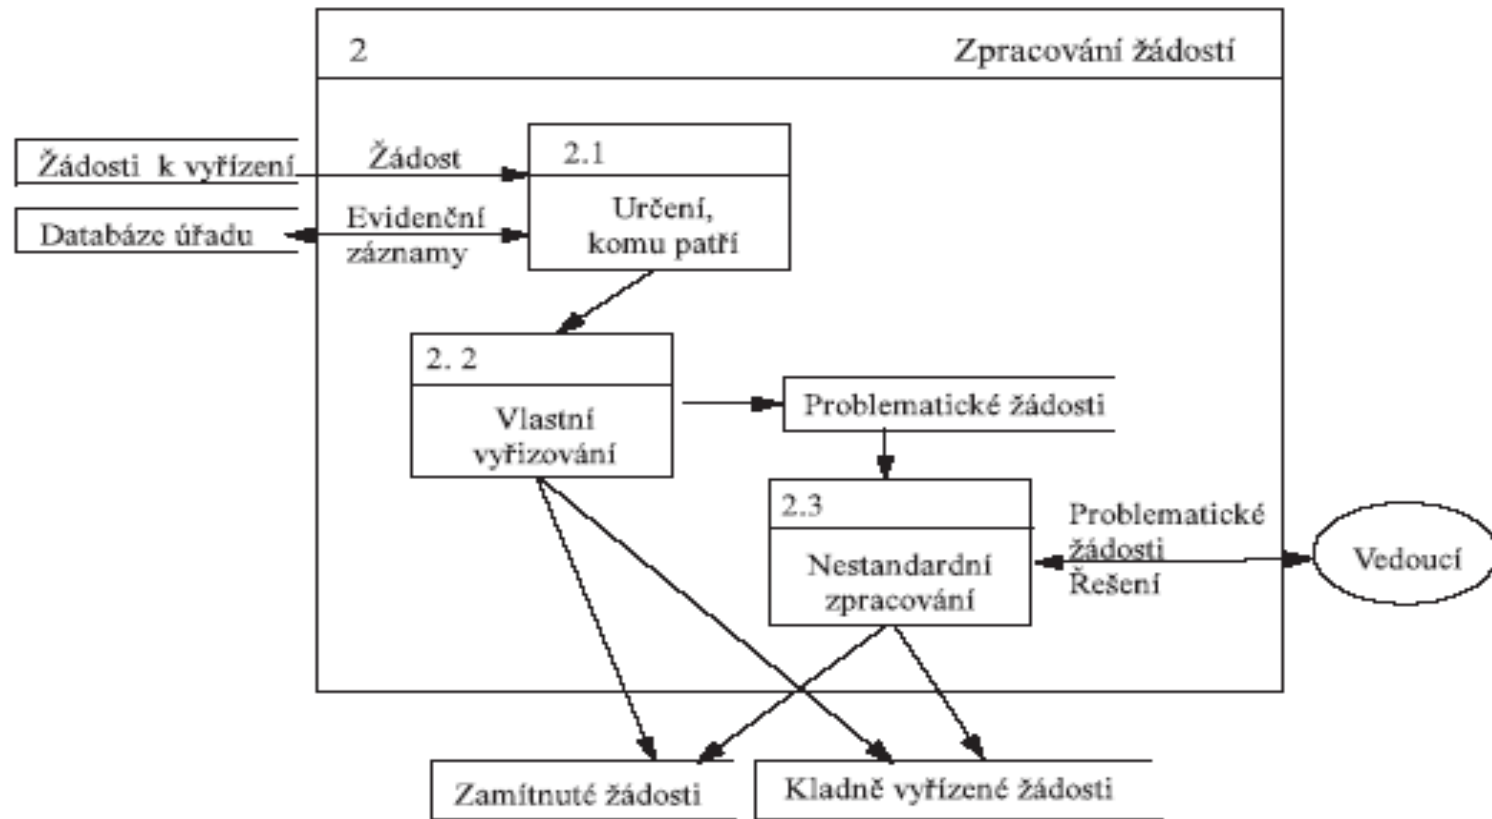 2
Zpracování žádostí
Žádosti k vyřízení
Žádost
2.1
Určení,
komu patří
Databáze úřadu
Evidenční
záznamy
2. 2
Vlastní
vyřizování
Problematické žádosti
2.3
Nestandardní
zpracování
Problematické
žádosti
Řešení
Vedoucí
Zamítnuté žádosti
Kladně vyřízené žádosti